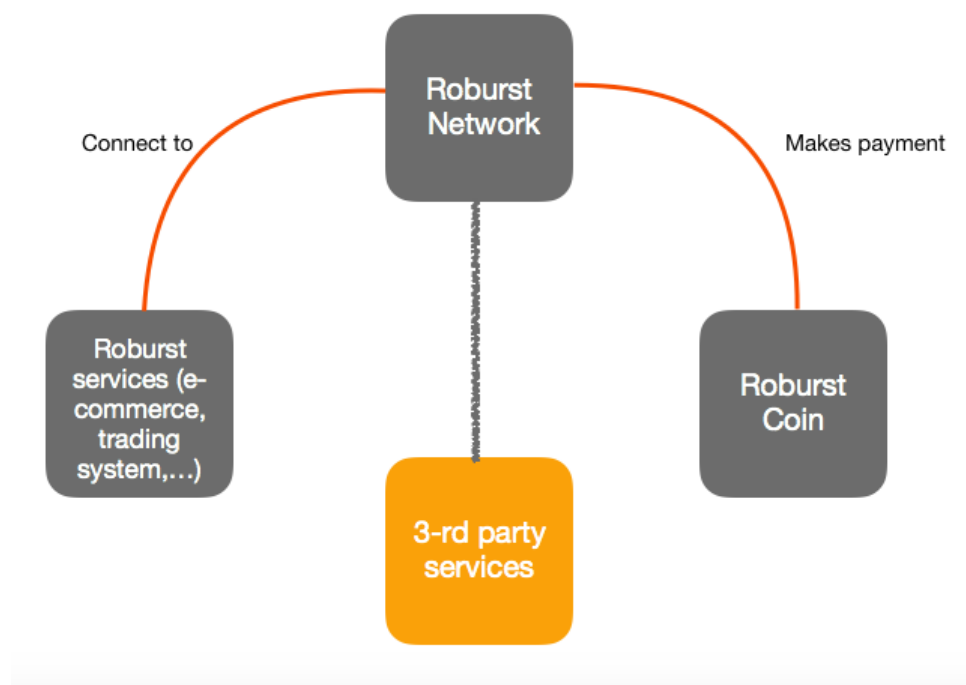 Roburst
Network
Connect to
Makes payment
Roburst
services (e-
commerce,
trading
system,...)
Roburst
Coin
3-rd party
services